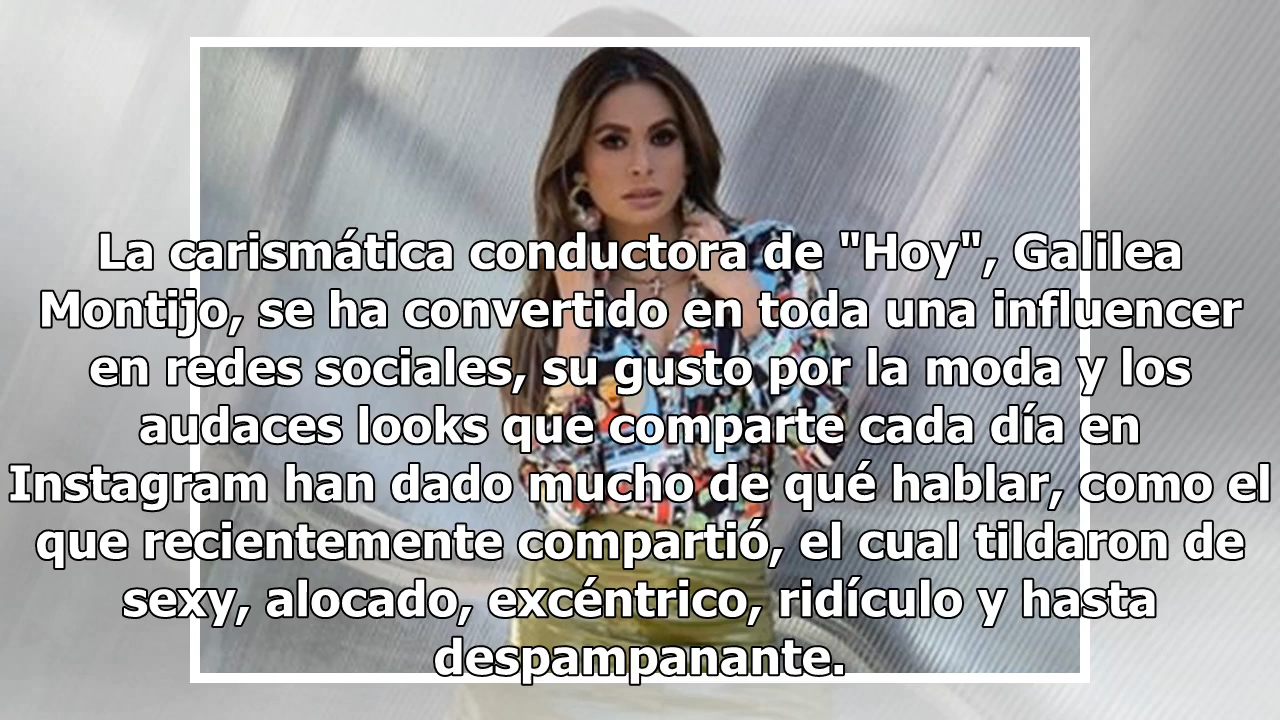 La carismática conductora de "Hoy", Galilea
Montijo, se ha convertido en toda una influencer
en redes sociales, su gusto por la moda y los
audaces looks que comparte cada día en
Instagram han dado mucho de qué hablar, como el
que recientemente compartió, el cual tildaron de
sexy, alocado, excéntrico, ridículo y hasta
despampanante.